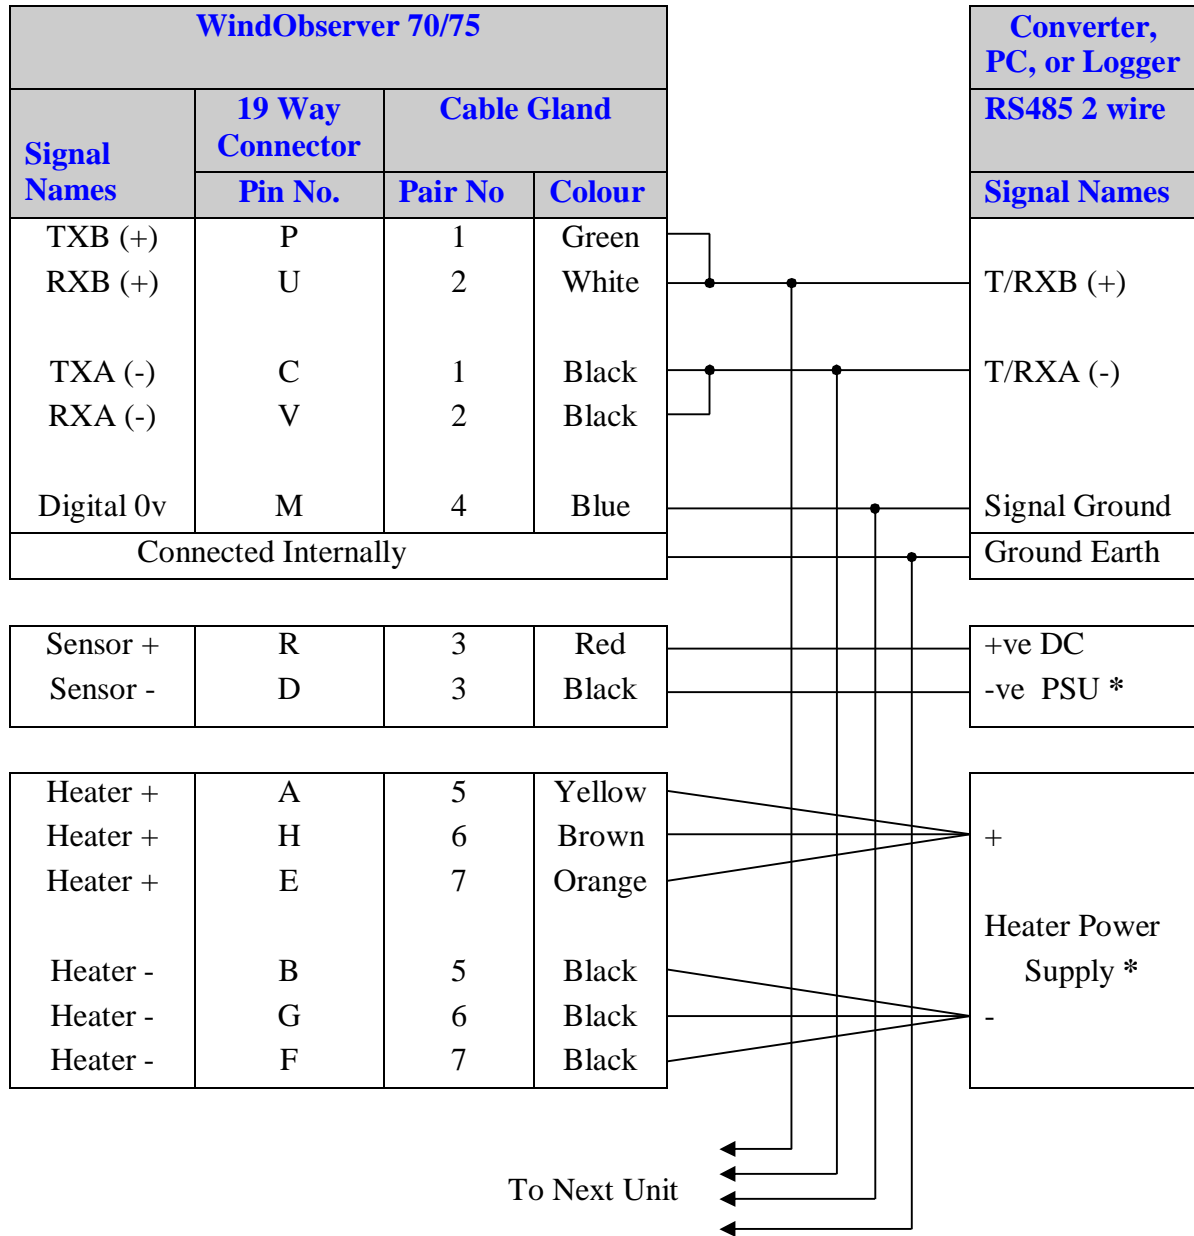 WindObserver 70/75
Converter,
PC, or Logger
Signal
Names
19 Way
Connector
Cable Gland
RS485 2 wire
Pin No. Pair No Colour Signal Names
TXB (+) P 1 Green
RXB (+) U 2 White T/RXB (+)
TXA (-) C 1 Black T/RXA (-)
RXA (-) V 2 Black
Digital 0v M 4 Blue Signal Ground
Connected Internally Ground Earth
Sensor + R 3 Red +ve DC
Sensor - D 3 Black -ve PSU *
Heater + A 5 Yellow
Heater + H 6 Brown +
Heater + E 7 Orange
Heater Power
Heater - B 5 Black Supply *
Heater - G 6 Black -
Heater - F 7 Black
To Next Unit